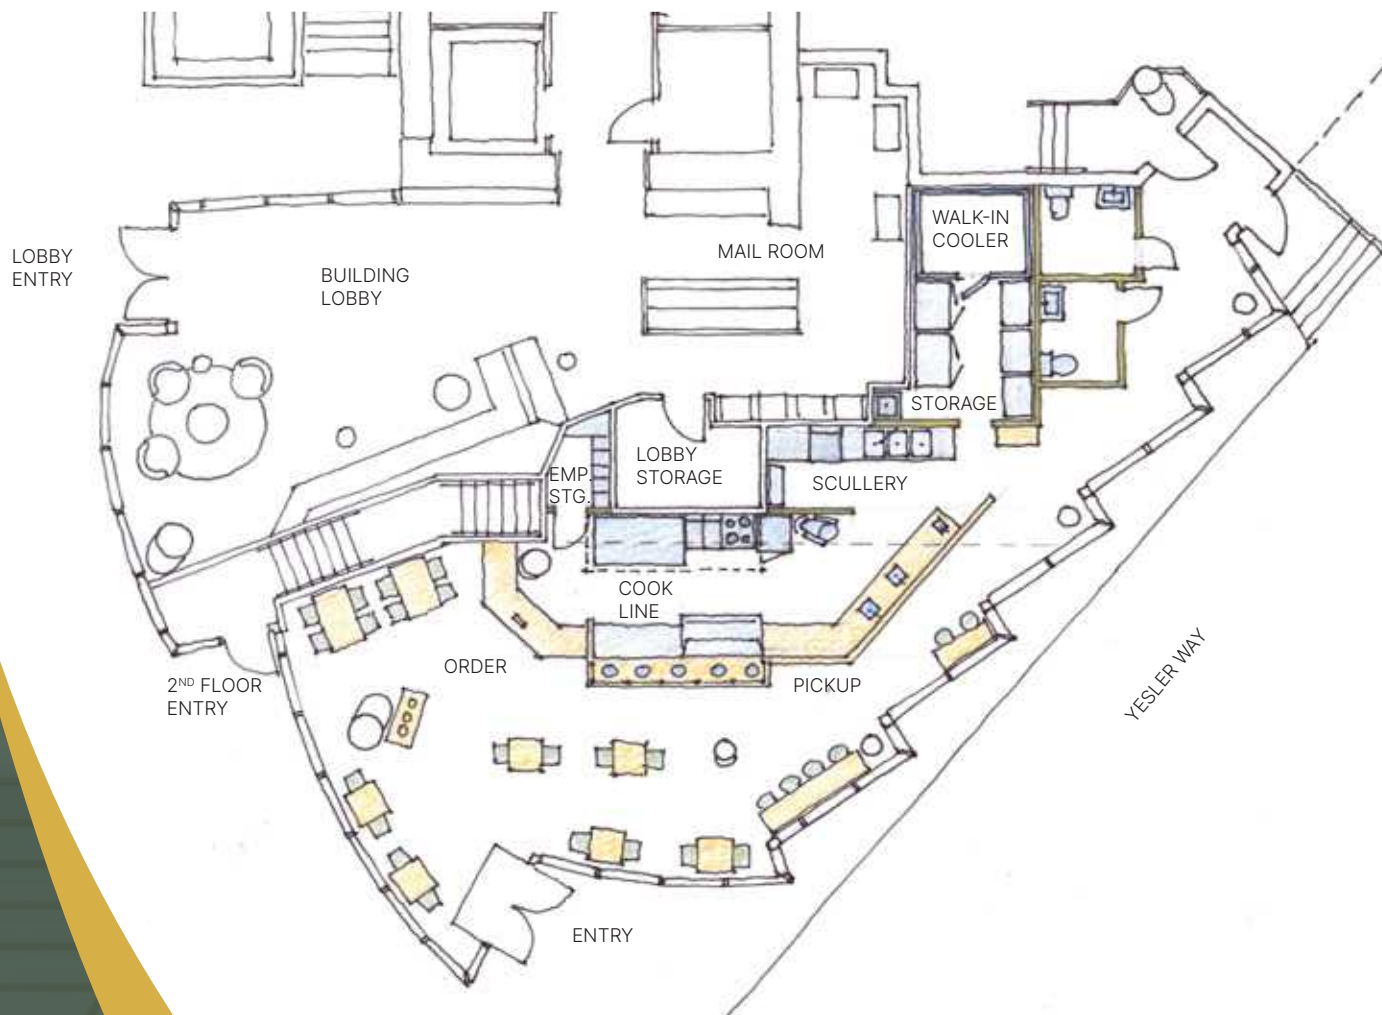 WALK-IN
COOLER
LOBBY
ENTRY
BUILDING
LOBBY
MAIL ROOM
STORAGE
EMP.
STG.
LOBBY
STORAGE
SCULLERY
COOK
LINE
ORDER
PICKUP
2ND FLOOR
ENTRY
YESLER WAY
ENTRY